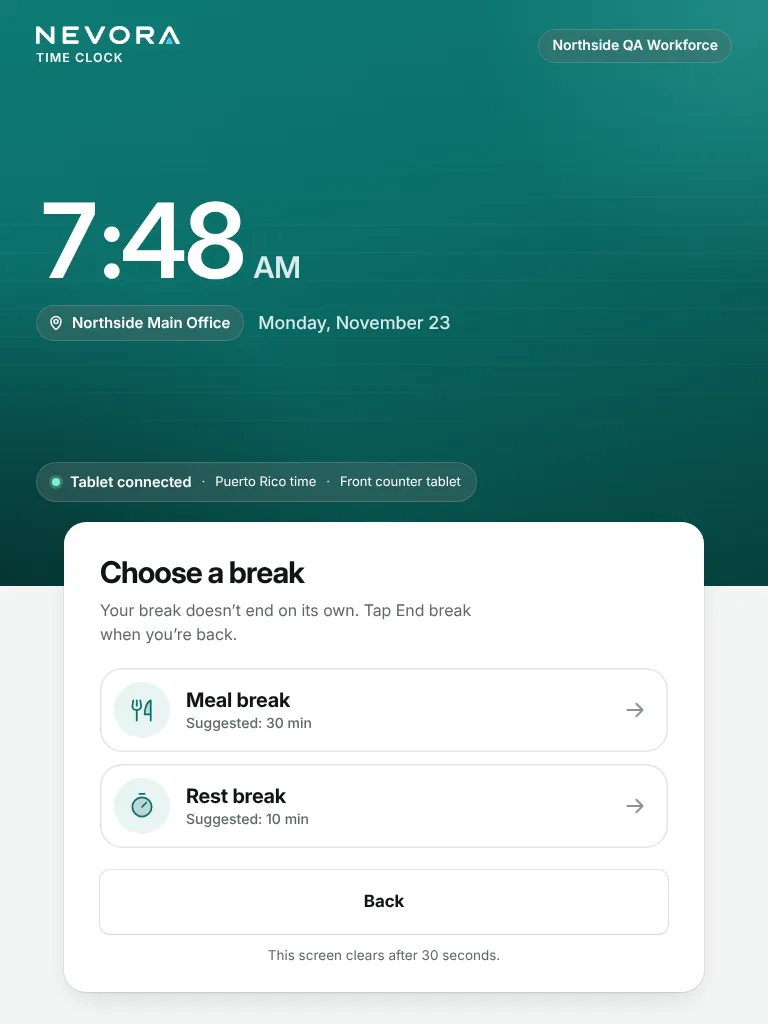 NEVORA
TIME CLOCK
Northside QA Workforce
7:48 AM
Northside Main Office
Monday, November 23
Tablet connected · Puerto Rico time · Front counter tablet
Choose a break
Your break doesn’t end on its own. Tap End break
when you’re back.
Meal break
Suggested: 30 min
Rest break
Suggested: 10 min
Back
This screen clears after 30 seconds.